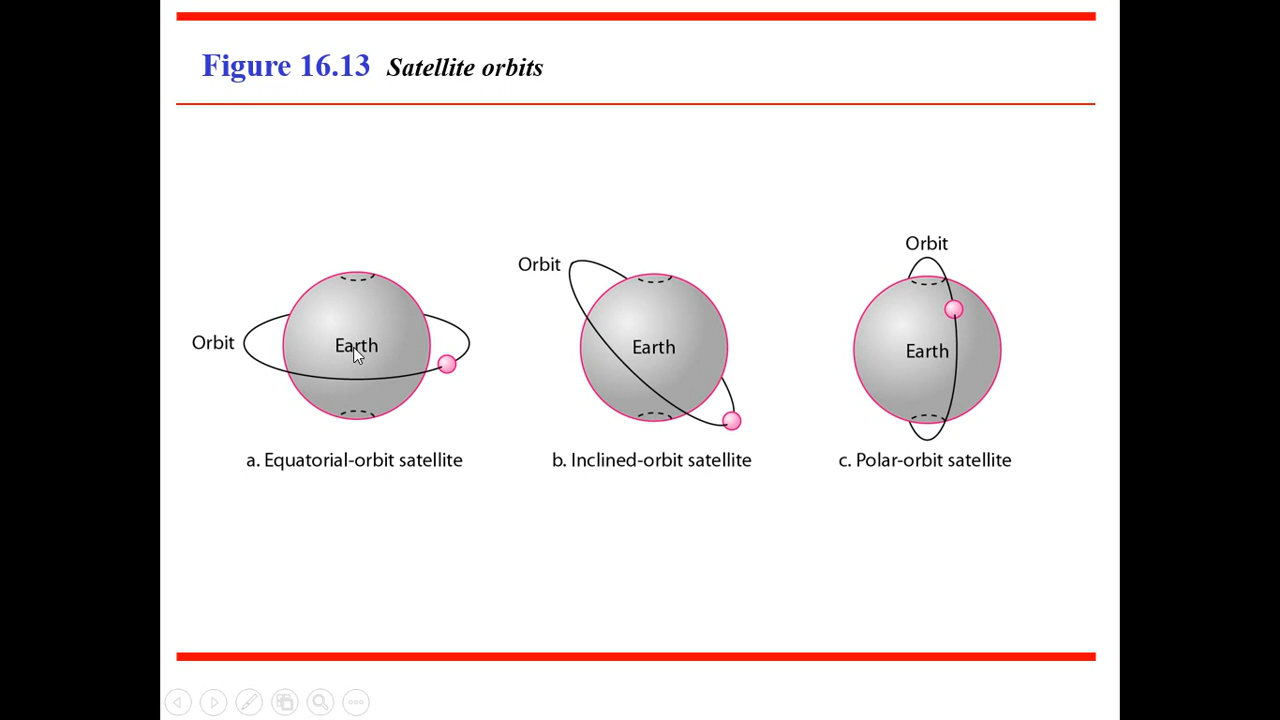 Figure 16.13 Satellite orbits
Orbit
Earth
a. Equatorial-orbit satellite
Orbit
Earth
b. Inclined-orbit satellite
Orbit
Earth
c. Polar-orbit satellite